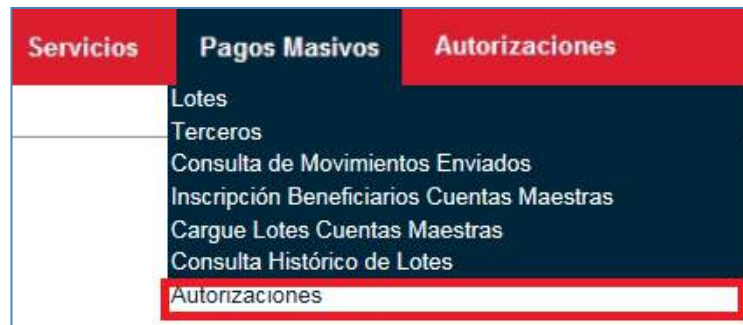 Servicios Pagos Masivos Autorizaciones
Lotes
Terceros
Consulta de Movimientos Enviados
Inscripción Beneficiarios Cuentas Maestras
Cargue Lotes Cuentas Maestras
Consulta Histórico de Lotes
Autorizaciones